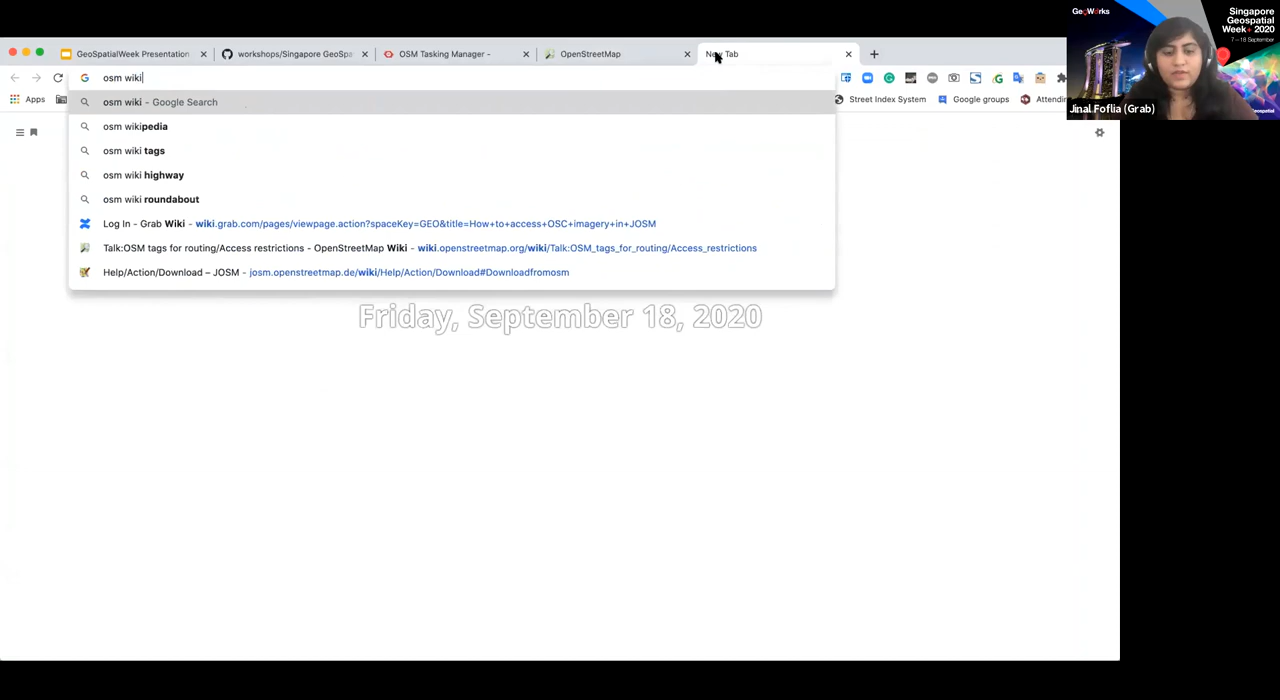 GeoWorks
Singapore
Geospatial
Week+ 2020
7 – 18 September
Jinal Foflia (Grab)
GeoSpatialWeek Presentation
workshops/Singapore GeoSpa
OSM Tasking Manager -
OpenStreetMap
New Tab
osm wiki
Apps
Street Index System
Google groups
Attendin
osm wiki – Google Search
osm wikipedia
osm wiki tags
osm wiki highway
osm wiki roundabout
Log In - Grab Wiki - wiki.grab.com/pages/viewpage.action?spaceKey=GEO&title=How+to+access+OSC+imagery+in+JOSM
Talk:OSM tags for routing/Access restrictions - OpenStreetMap Wiki - wiki.openstreetmap.org/wiki/Talk:OSM_tags_for_routing/Access_restrictions
Help/Action/Download – JOSM - josm.openstreetmap.de/wiki/Help/Action/Download#Downloadfromosm
Friday, September 18, 2020